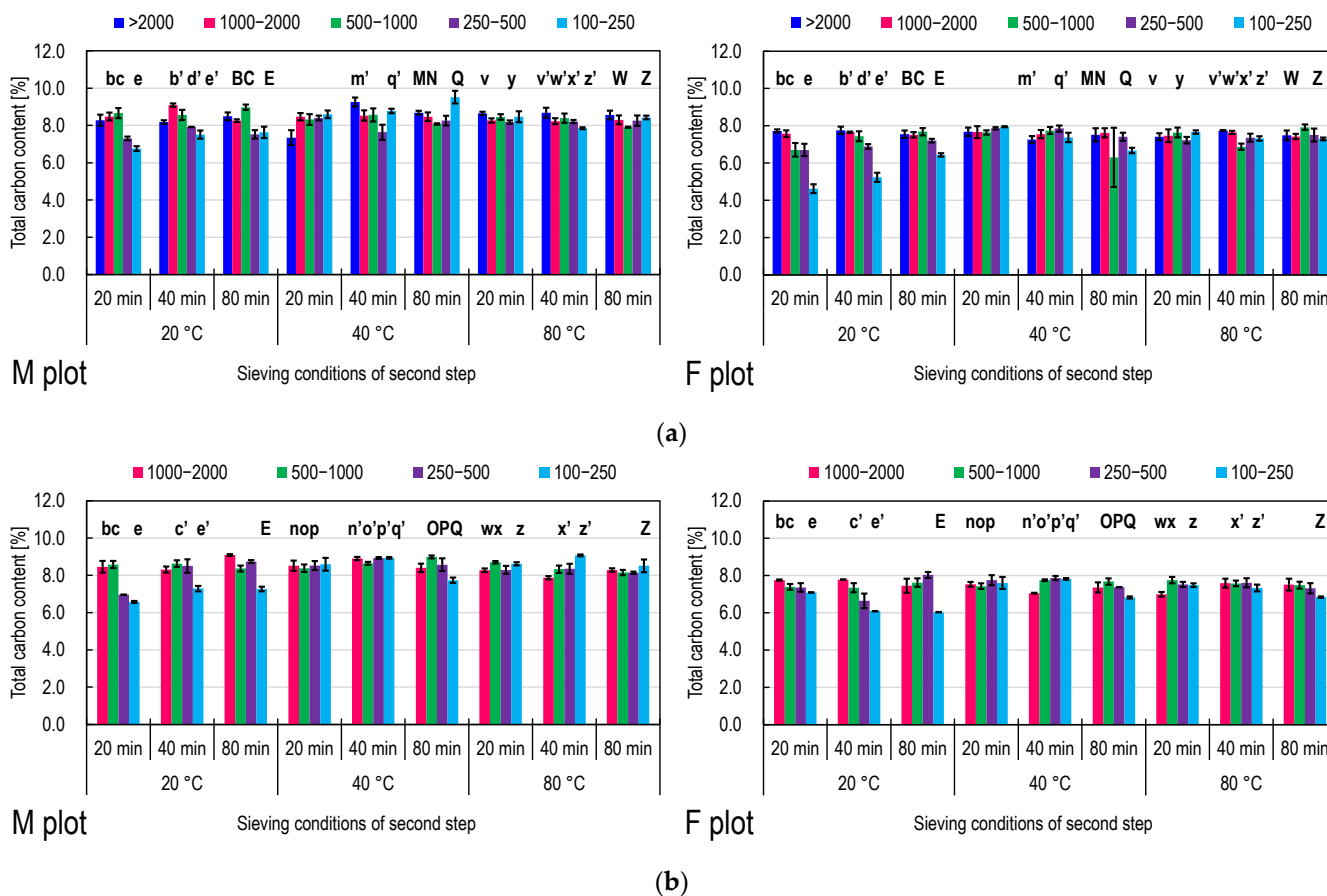 >2000 1000−2000 500−1000 250−500 100−250
12.0
10.0
8.0
6.0
4.0
2.0
0.0
Total carbon content [%]
bc e b’ d’ e’ BC E m’ q’ MN Q v y v’w’x’ z’ W Z
20 min 40 min 80 min 20 min 40 min 80 min 20 min 40 min 80 min
20 °C 40 °C 80 °C
M plot
Sieving conditions of second step
>2000 1000−2000 500−1000 250−500 100−250
12.0
10.0
8.0
6.0
4.0
2.0
0.0
Total carbon content [%]
bc e b’ d’ e’ BC E m’ q’ MN Q v y v’w’x’ z’ W Z
20 min 40 min 80 min 20 min 40 min 80 min 20 min 40 min 80 min
20 °C 40 °C 80 °C
F plot
Sieving conditions of second step
(a)
1000−2000 500−1000 250−500 100−250
12.0
10.0
8.0
6.0
4.0
2.0
0.0
Total carbon content [%]
bc e c’ e’ E nop n’o’p’q’ OPQ wx z x’ z’ Z
20 min 40 min 80 min 20 min 40 min 80 min 20 min 40 min 80 min
20 °C 40 °C 80 °C
M plot
Sieving conditions of second step
1000−2000 500−1000 250−500 100−250
12.0
10.0
8.0
6.0
4.0
2.0
0.0
Total carbon content [%]
bc e c’ e’ E nop n’o’p’q’ OPQ wx z x’ z’ Z
20 min 40 min 80 min 20 min 40 min 80 min 20 min 40 min 80 min
20 °C 40 °C 80 °C
F plot
Sieving conditions of second step
(b)